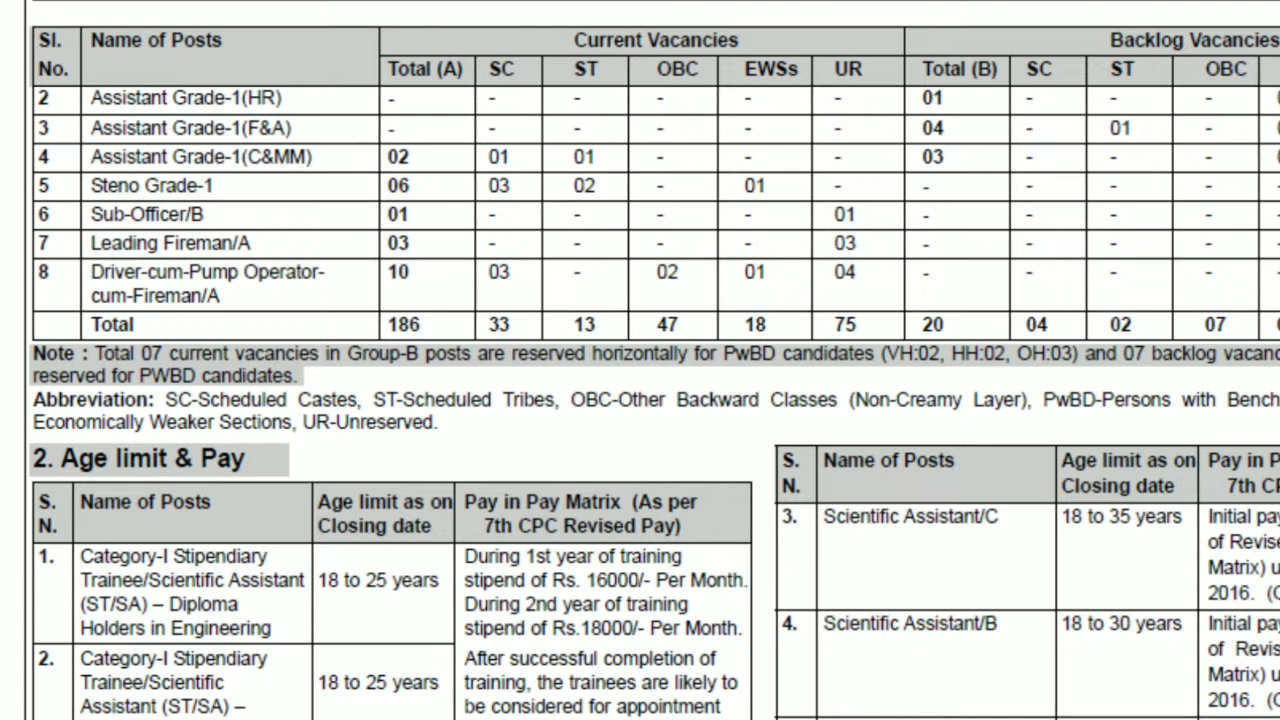 Sl. No. Name of Posts Current Vacancies Backlog Vacancies
Total (A) SC ST OBC EWSs UR Total (B) SC ST OBC
2 Assistant Grade-1(HR) - - - - - - 01 - - -
3 Assistant Grade-1(F&A) - - - - - - 04 - 01 -
4 Assistant Grade-1(C&MM) 02 01 01 - - - 03 - - -
5 Steno Grade-1 06 03 02 - 01 - - - - -
6 Sub-Officer/B 01 - - - - 01 - - - -
7 Leading Fireman/A 03 - - - - 03 - - - -
8 Driver-cum-Pump Operator- 10 03 - 02 01 04 - - - -
cum-Fireman/A
Total 186 33 13 47 18 75 20 04 02 07
Note : Total 07 current vacancies in Group-B posts are reserved horizontally for PwBD candidates (VH:02, HH:02, OH:03) and 07 backlog
reserved for PWBD candidates.
Abbreviation: SC-Scheduled Castes, ST-Scheduled Tribes, OBC-Other Backward Classes (Non-Creamy Layer), PwBD-Persons with
Economically Weaker Sections, UR-Unreserved.
2. Age limit & Pay
S. N. Name of Posts Age limit as on Closing date Pay in Pay Matrix (As per 7th CPC Revised Pay)
1. Category-I Stipendiary
Trainee/Scientific Assistant
(ST/SA) – Diploma
Holders in Engineering
18 to 25 years
During 1st year of training
stipend of Rs. 16000/- Per Month.
During 2nd year of training
stipend of Rs.18000/- Per Month.
2. Category-I Stipendiary
Trainee/Scientific
Assistant (ST/SA) –
18 to 25 years
After successful completion of
training, the trainees are likely to
be considered for appointment
S. N. Name of Posts Age limit as on Closing date Pay in
7th
3. Scientific Assistant/C 18 to 35 years Initial
of
Matrix)
2016.
4. Scientific Assistant/B 18 to 30 years Initial
of
Matrix)
2016.